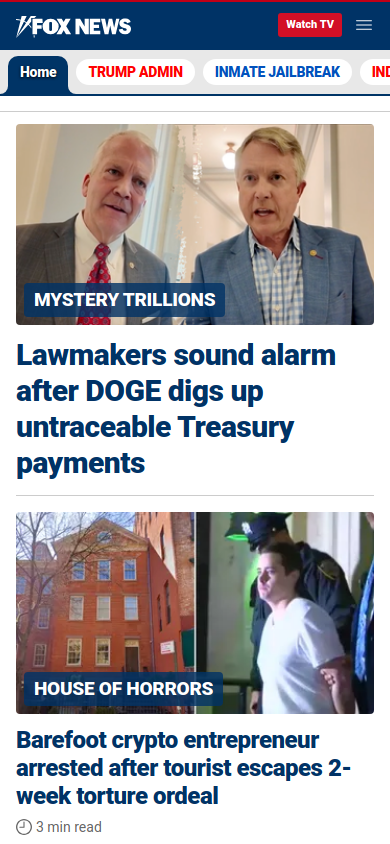 FOX NEWS
Watch TV
Home
TRUMP ADMIN
INMATE JAILBREAK
MYSTERY TRILLIONS
Lawmakers sound alarm
after DOGE digs up
untraceable Treasury
payments
HOUSE OF HORRORS
Barefoot crypto entrepreneur
arrested after tourist escapes 2-
week torture ordeal
3 min read